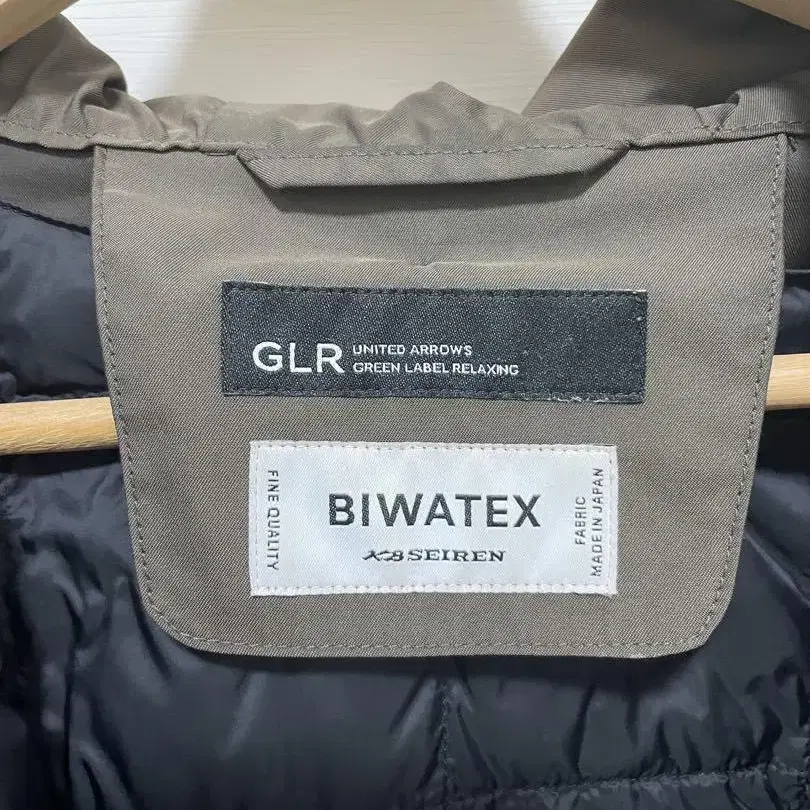 GLR
UNITED ARROWS
GREEN LABEL RELAXING
FINE QUALITY
BIWATEX
SEIREN
FABRIC
MADE IN JAPAN